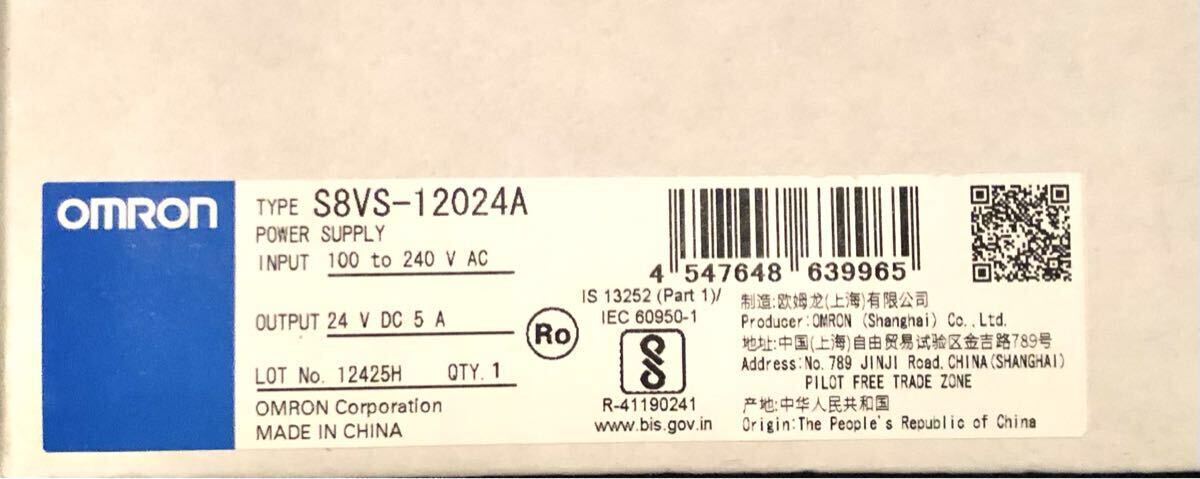 OMRON
TYPE S8VS-12024A
POWER SUPPLY
INPUT 100 to 240 V AC
OUTPUT 24 V DC 5 A
LOT No. 12425H QTY. 1
OMRON Corporation
MADE IN CHINA
Ro
4 547648 639965
IS 13252 (Part 1)/
IEC 60950-1
R-41190241
www.bis.gov.in
制造:欧姆龙(上海)有限公司
Producer:OMRON (Shanghai) Co.,Ltd.
地址:中国(上海)自由贸易试验区金吉路789号
Address:No.789 JINJI Road,CHINA(SHANGHAI)
PILOT FREE TRADE ZONE
产地:中华人民共和国
Origin:The People's Republic of China